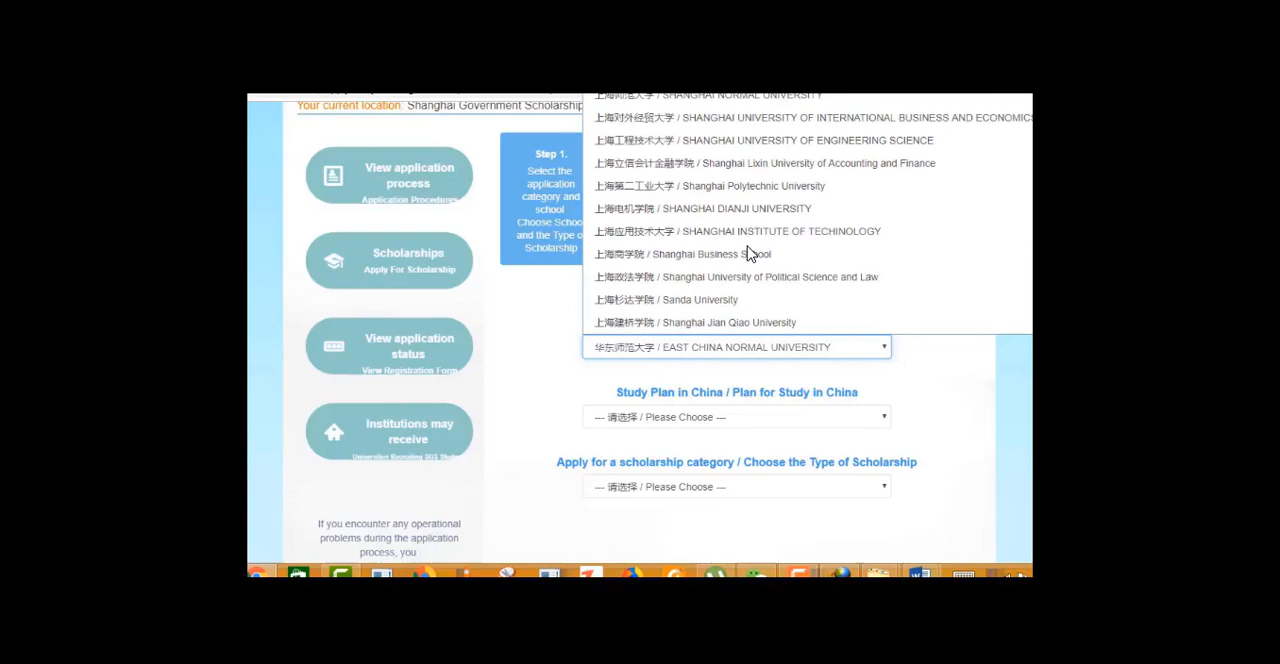 Your current location: Shanghai Government Scholarship
View application
process
Application Procedures
Scholarships
Apply For Scholarship
View application
status
View Registration Form
Institutions may
receive
If you encounter any operational
problems during the application
process, you
Step 1.
Select the
application
category and
school
Choose School
and the Type of
Scholarship
上海师范大学 / SHANGHAI NORMAL UNIVERSITY
上海对外经贸大学 / SHANGHAI UNIVERSITY OF INTERNATIONAL BUSINESS AND ECONOMICS
上海工程技术大学 / SHANGHAI UNIVERSITY OF ENGINEERING SCIENCE
上海立信会计金融学院 / Shanghai Lixin University of Accounting and Finance
上海第二工业大学 / Shanghai Polytechnic University
上海电机学院 / SHANGHAI DIANJI UNIVERSITY
上海应用技术大学 / SHANGHAI INSTITUTE OF TECHINOLOGY
上海商学院 / Shanghai Business School
上海政法学院 / Shanghai University of Political Science and Law
上海杉达学院 / Sanda University
上海建桥学院 / Shanghai Jian Qiao University
华东师范大学 / EAST CHINA NORMAL UNIVERSITY
Study Plan in China / Plan for Study in China
--- 请选择 / Please Choose ---
Apply for a scholarship category / Choose the Type of Scholarship
--- 请选择 / Please Choose ---